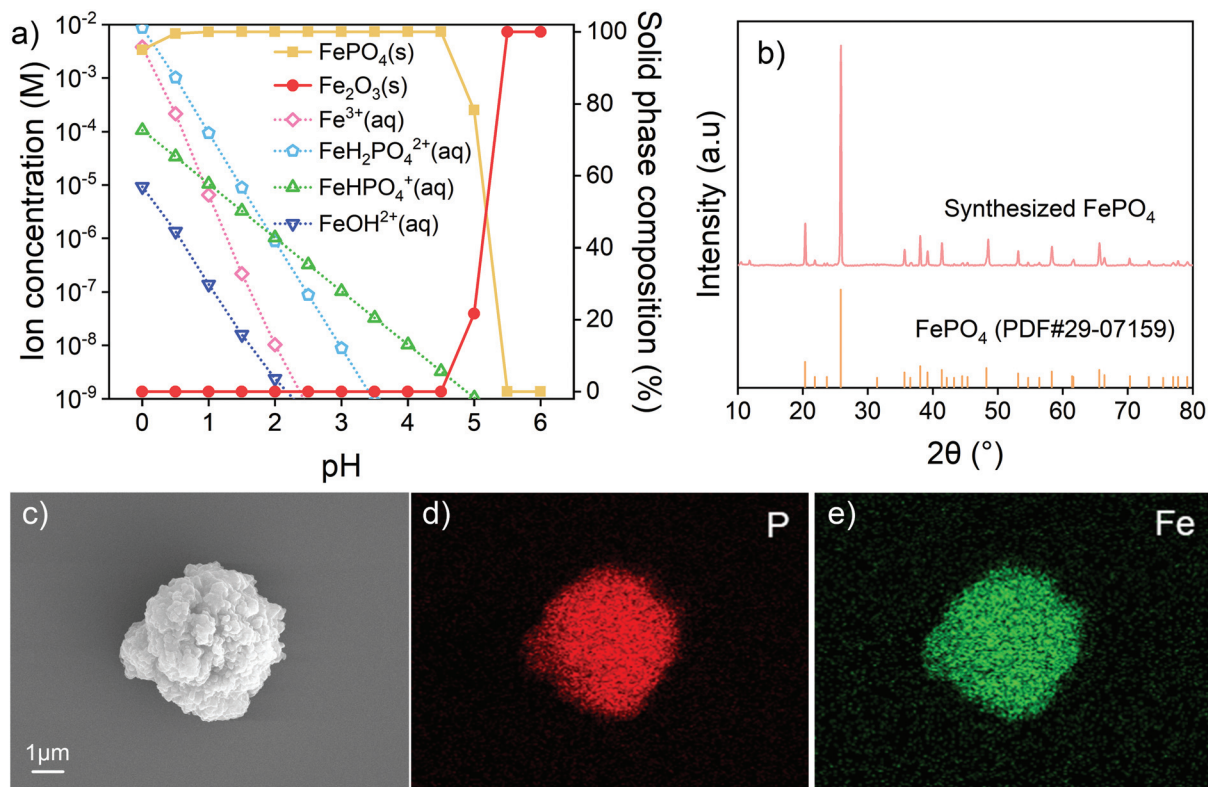 a)
Ion concentration (M)
10⁻²
10⁻³
10⁻⁴
10⁻⁵
10⁻⁶
10⁻⁷
10⁻⁸
10⁻⁹
FePO₄(s)
Fe₂O₃(s)
Fe³⁺(aq)
FeH₂PO₄²⁺(aq)
FeHPO₄⁺(aq)
FeOH²⁺(aq)
100
80
60
40
20
0
Solid phase composition (%)
0 1 2 3 4 5 6
pH
b)
Intensity (a.u)
Synthesized FePO₄
FePO₄ (PDF#29-07159)
10 20 30 40 50 60 70 80
2θ (°)
c)
1μm
d)
P
e)
Fe